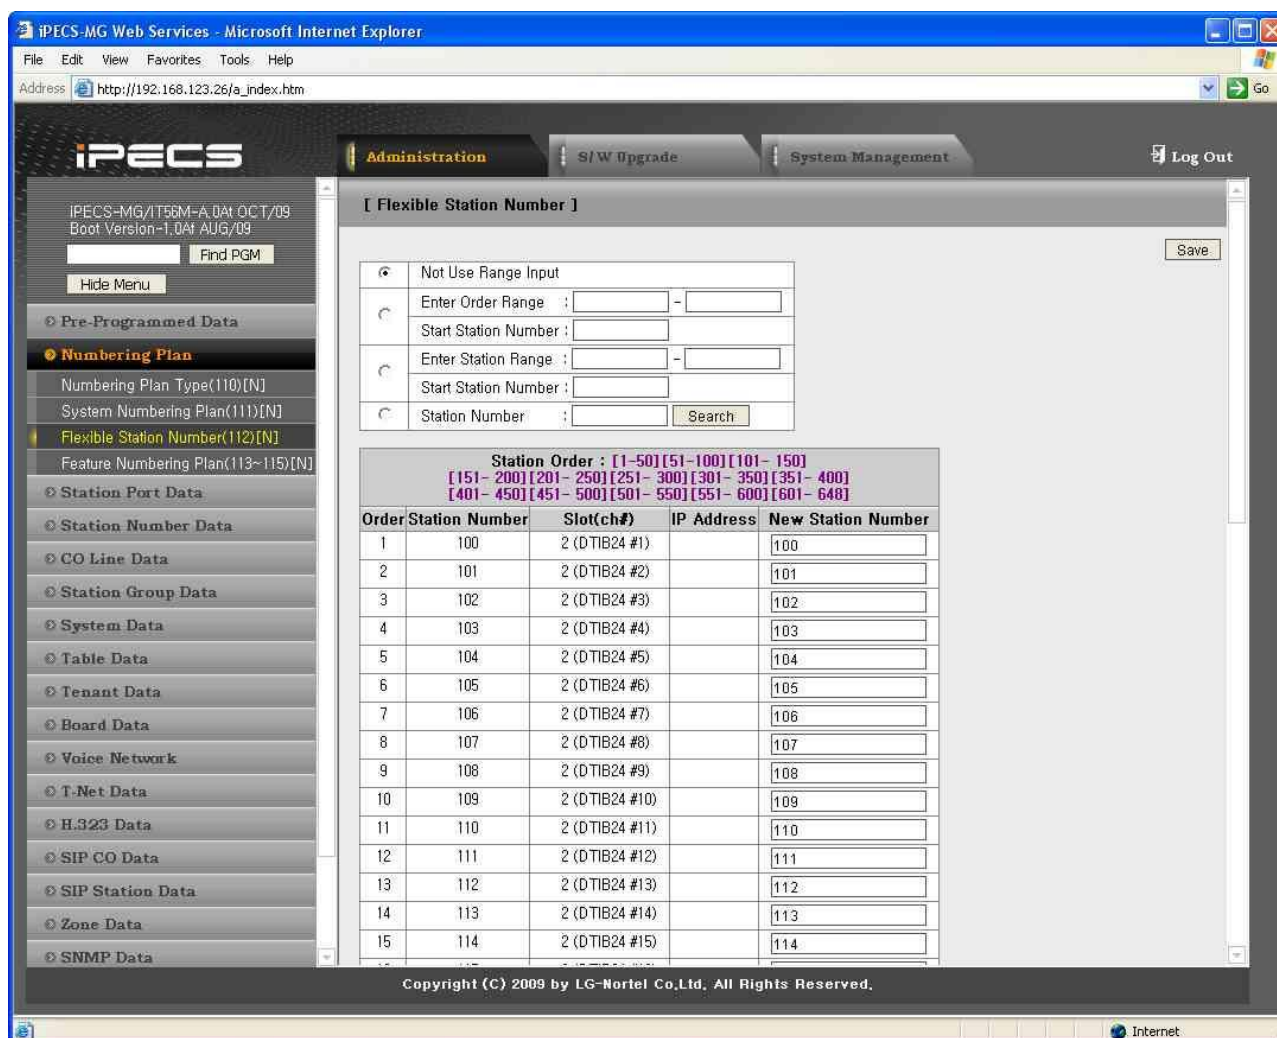 iPECS-MG Web Services - Microsoft Internet Explorer
File Edit View Favorites Tools Help
Address http://192.168.123.26/a_index.htm Go
iPECS Administration S/W Upgrade System Management Log Out
IPECS-MG/IT56M-A.0At OCT/09
Boot Version-1.0Af AUG/09
Find PGM
Hide Menu
Pre-Programmed Data
Numbering Plan
Numbering Plan Type(110)[N]
System Numbering Plan(111)[N]
Flexible Station Number(112)[N]
Feature Numbering Plan(113~115)[N]
Station Port Data
Station Number Data
CO Line Data
Station Group Data
System Data
Table Data
Tenant Data
Board Data
Voice Network
T-Net Data
H.323 Data
SIP CO Data
SIP Station Data
Zone Data
SNMP Data
[ Flexible Station Number ]
Save
Not Use Range Input
Enter Order Range : -
Start Station Number :
Enter Station Range : -
Start Station Number :
Station Number : Search
Station Order : [1-50][51-100][101- 150]
[151- 200][201- 250][251- 300][301- 350][351- 400]
[401- 450][451- 500][501- 550][551- 600][601- 648]
Order Station Number Slot(ch#) IP Address New Station Number
1 100 2 (DTIB24 #1) 100
2 101 2 (DTIB24 #2) 101
3 102 2 (DTIB24 #3) 102
4 103 2 (DTIB24 #4) 103
5 104 2 (DTIB24 #5) 104
6 105 2 (DTIB24 #6) 105
7 106 2 (DTIB24 #7) 106
8 107 2 (DTIB24 #8) 107
9 108 2 (DTIB24 #9) 108
10 109 2 (DTIB24 #10) 109
11 110 2 (DTIB24 #11) 110
12 111 2 (DTIB24 #12) 111
13 112 2 (DTIB24 #13) 112
14 113 2 (DTIB24 #14) 113
15 114 2 (DTIB24 #15) 114
Copyright (C) 2009 by LG-Nortel Co,Ltd, All Rights Reserved,
Internet